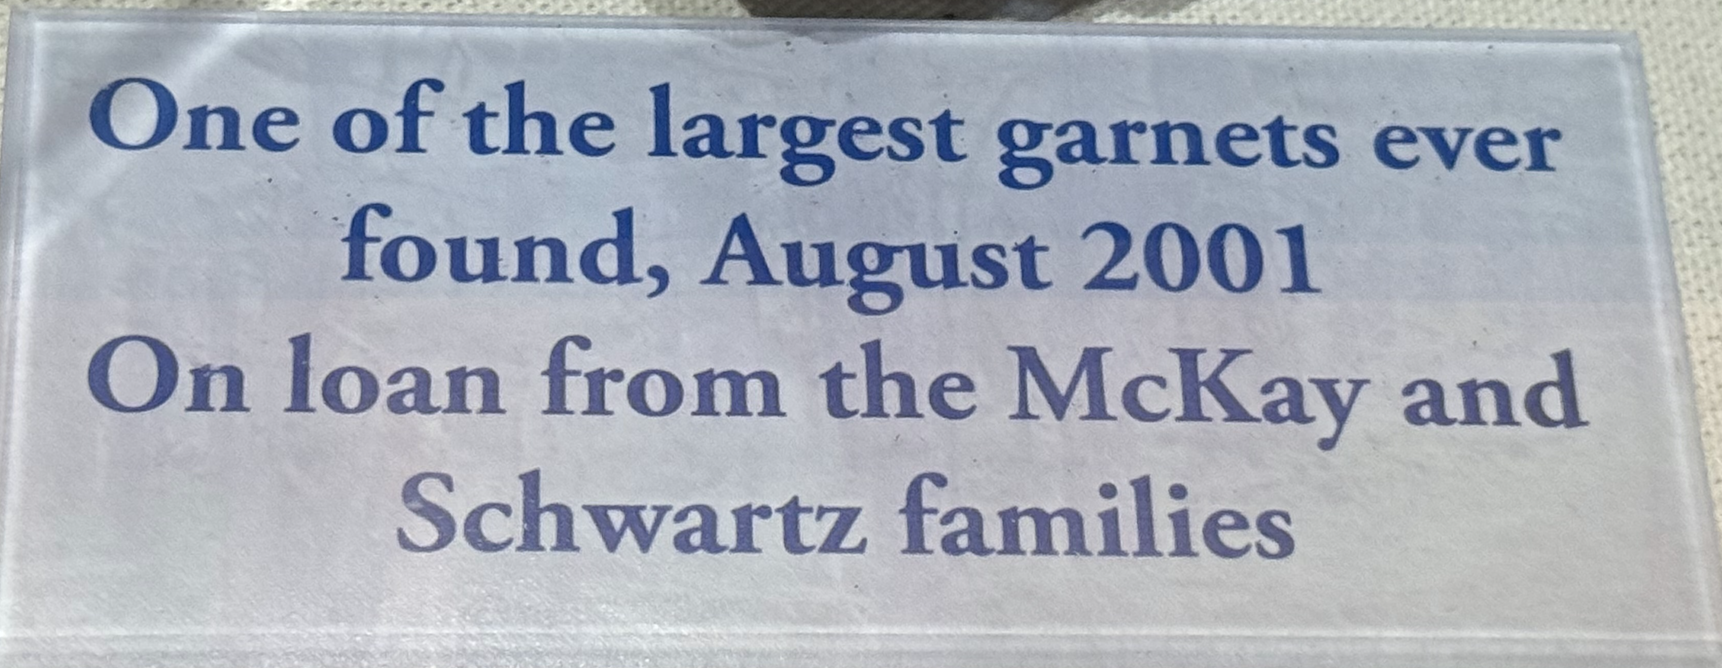 One of the largest garnets ever
found, August 2001
On loan from the McKay and
Schwartz families